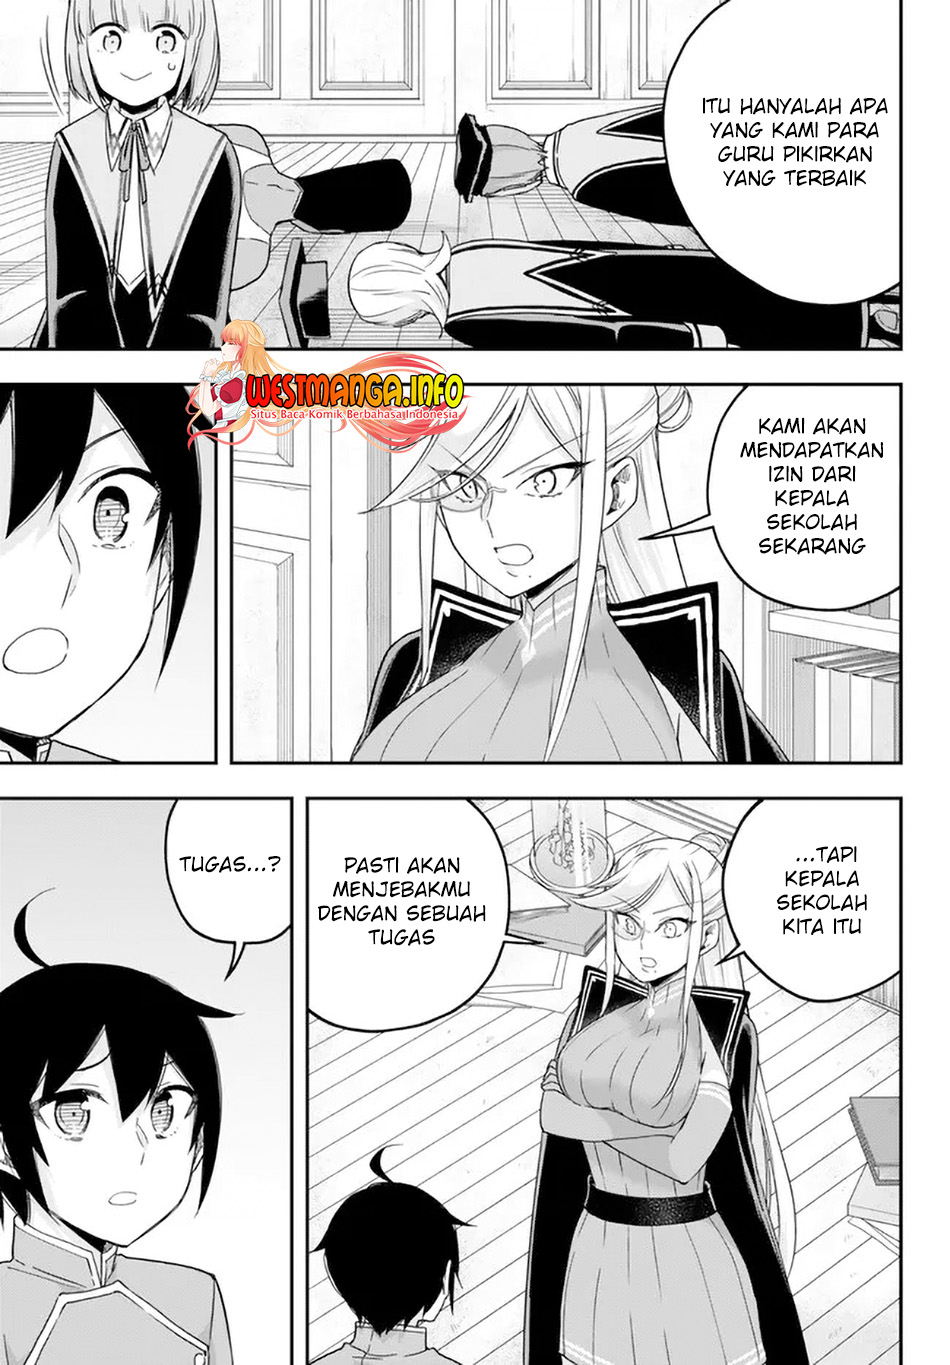 ITU HANYALAH APA
YANG KAMI PARA
GURU PIKIRKAN
YANG TERBAIK
WESTMANGA.INFO
Situs Baca Komik Berbahasa Indonesia
KAMI AKAN
MENDAPATKAN
IZIN DARI
KEPALA
SEKOLAH
SEKARANG
...TAPI
KEPALA
SEKOLAH
KITA ITU
PASTI AKAN
MENJEBAKMU
DENGAN SEBUAH
TUGAS
TUGAS...?